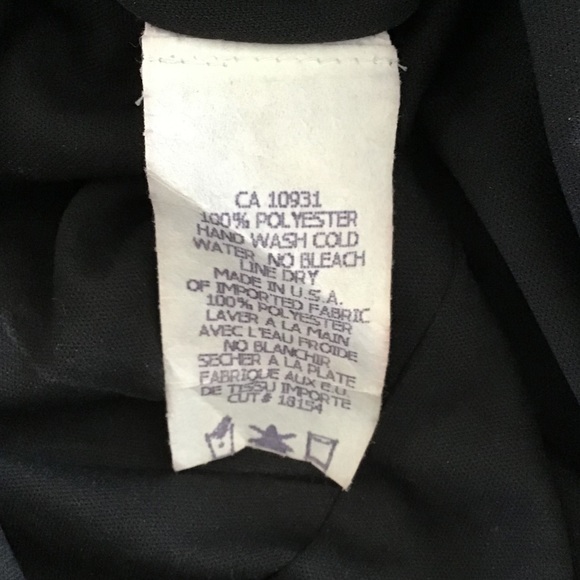 CA 10931
100% POLYESTER
HAND WASH COLD
WATER, NO BLEACH
LINE DRY
MADE IN U.S.A.
OF IMPORTED FABRIC
100% POLYESTER
LAVER A LA MAIN
AVEC L'EAU FROIDE
NO BLANCHIR
SECHER A LA PLATE
FABRIQUE AUX E.U.
DE TISSU IMPORTE
CUT # 18154